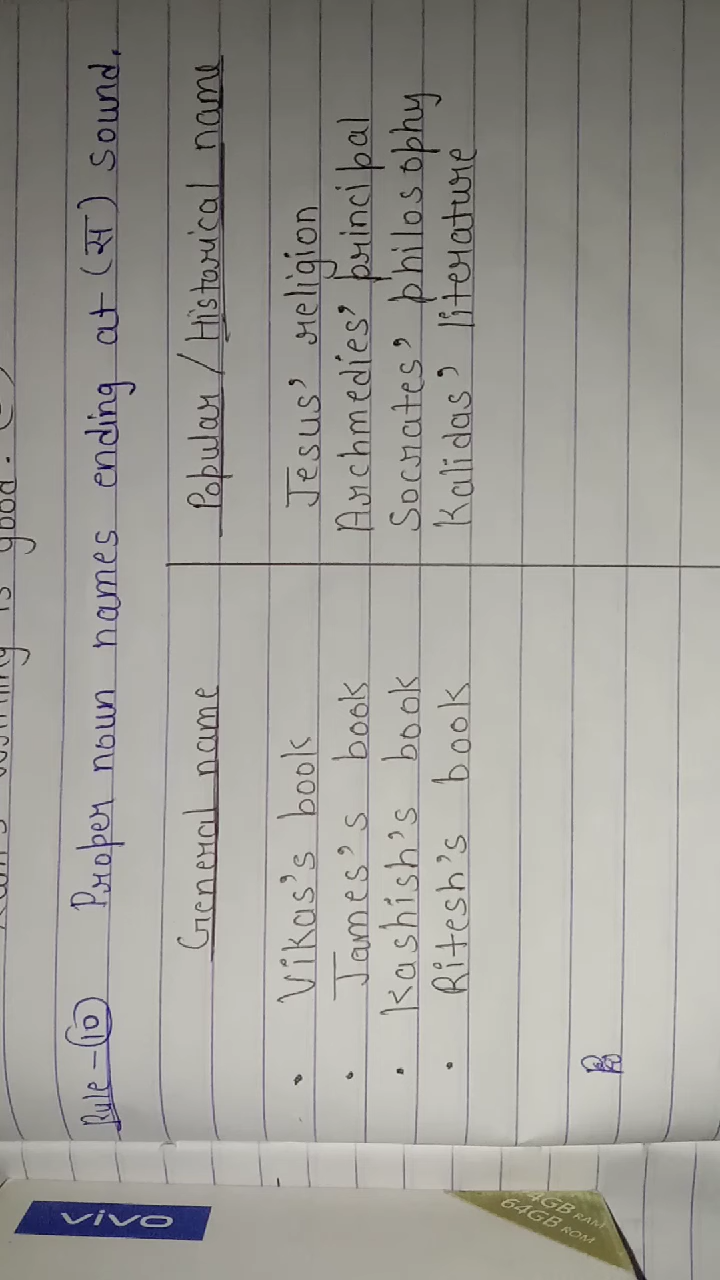 Rule-(10) Proper noun names ending at (स) sound.
General name
Popular / Historical name
• Vikas's book
Jesus' religion
• James's book
Archmedies' principal
• Kashish's book
Socrates' philosophy
• Ritesh's book
Kalidas' literature
vivo
4GB RAM
64GB ROM